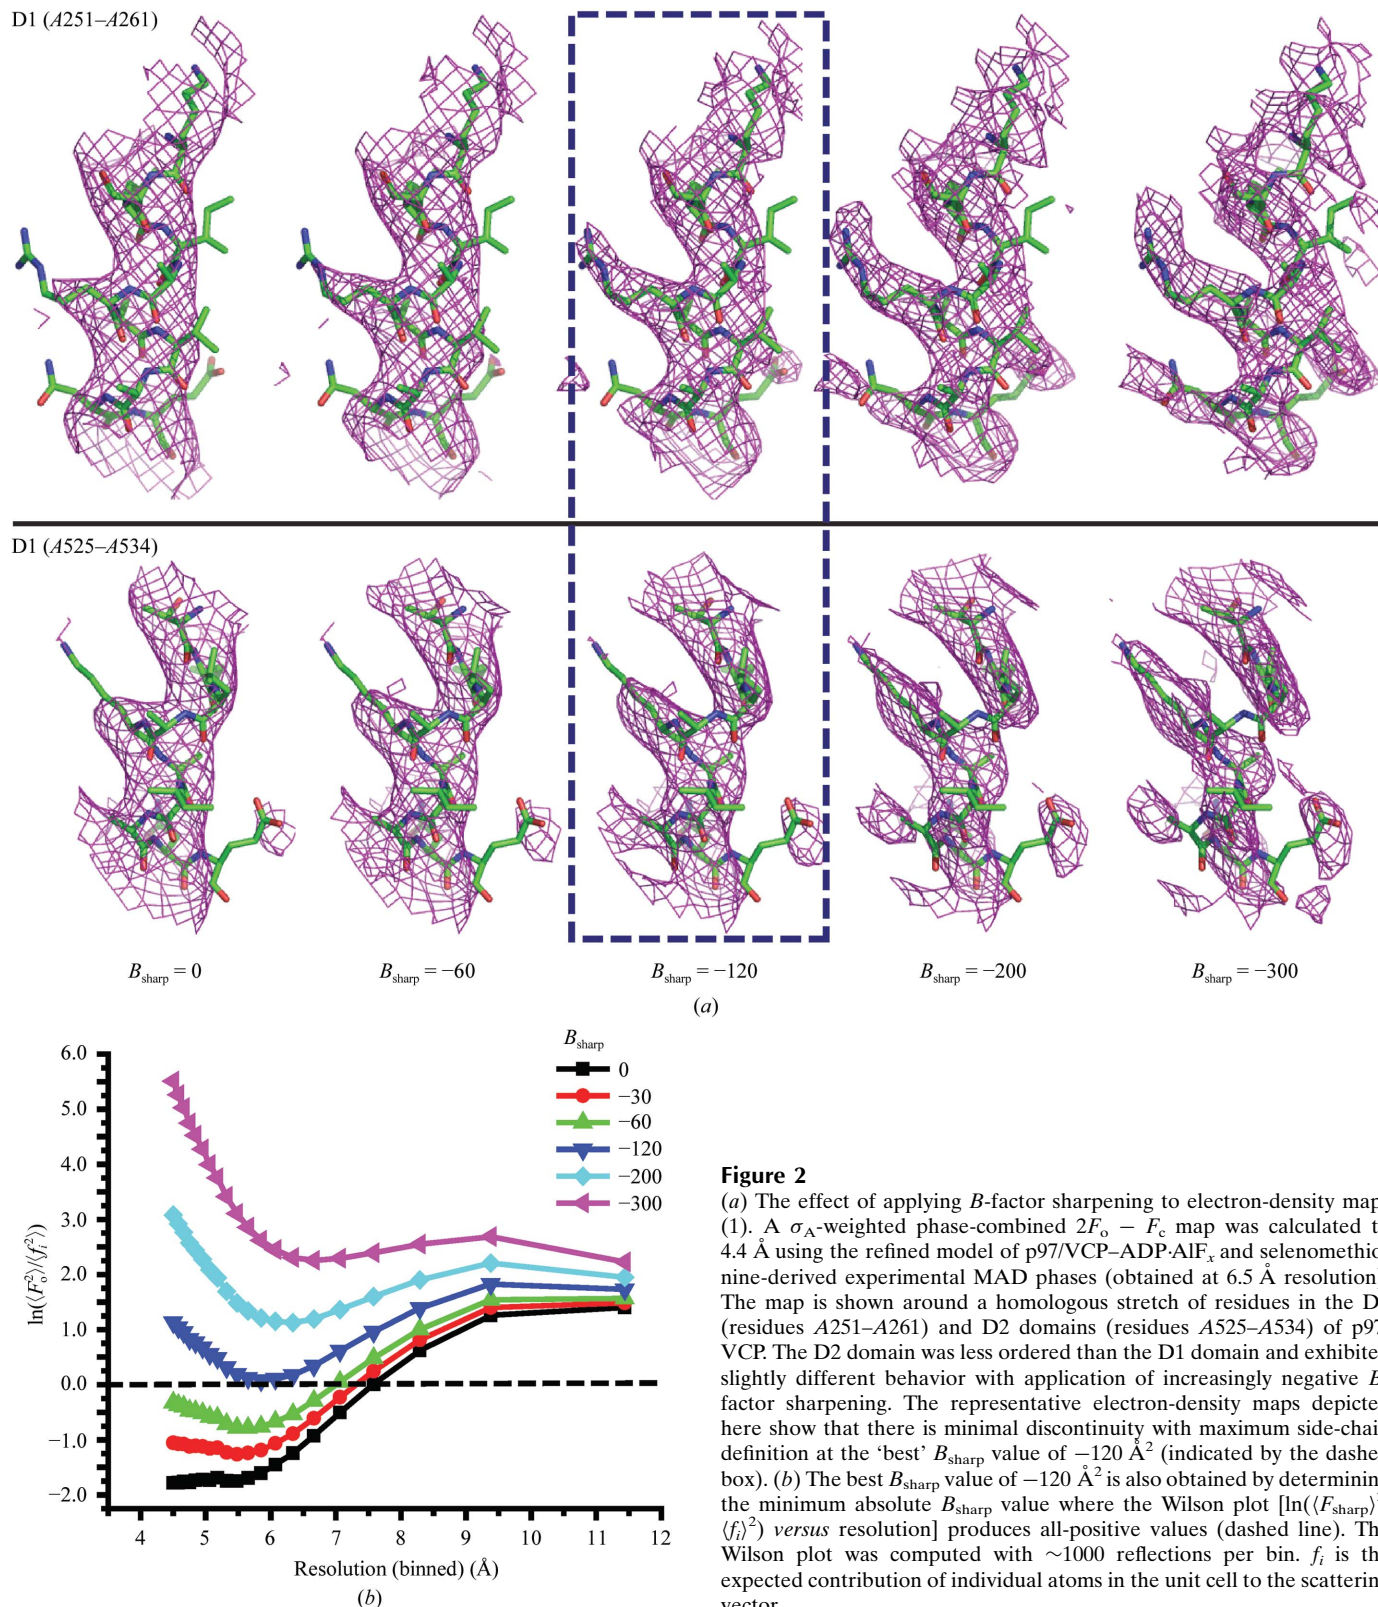 D1 (A251–A261)
D1 (A525–A534)
B_sharp = 0
B_sharp = −60
B_sharp = −120
B_sharp = −200
B_sharp = −300
(a)
B_sharp
0
−30
−60
−120
−200
−300
6.0
5.0
4.0
3.0
2.0
1.0
0.0
−1.0
−2.0
ln(⟨F_o²⟩/⟨f_i²⟩)
4 5 6 7 8 9 10 11 12
Resolution (binned) (Å)
(b)
Figure 2
(a) The effect of applying B-factor sharpening to electron-density map
(1). A σ_A-weighted phase-combined 2F_o − F_c map was calculated t
4.4 Å using the refined model of p97/VCP–ADP·AlF_x and selenomethio
nine-derived experimental MAD phases (obtained at 6.5 Å resolution)
The map is shown around a homologous stretch of residues in the D
(residues A251–A261) and D2 domains (residues A525–A534) of p97
VCP. The D2 domain was less ordered than the D1 domain and exhibite
slightly different behavior with application of increasingly negative B
factor sharpening. The representative electron-density maps depicte
here show that there is minimal discontinuity with maximum side-chai
definition at the ‘best’ B_sharp value of −120 Å² (indicated by the dashe
box). (b) The best B_sharp value of −120 Å² is also obtained by determinin
the minimum absolute B_sharp value where the Wilson plot [ln(⟨F_sharp⟩²
⟨f_i⟩²) versus resolution] produces all-positive values (dashed line). Th
Wilson plot was computed with ∼1000 reflections per bin. f_i is th
expected contribution of individual atoms in the unit cell to the scatterin
vector